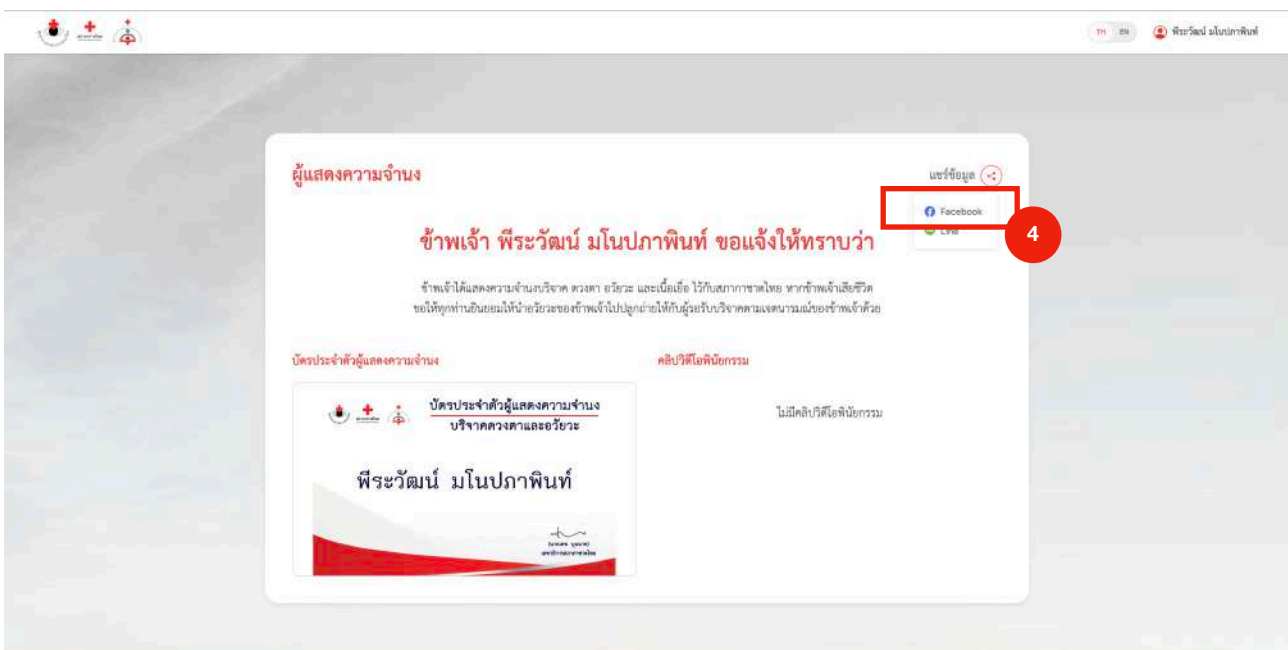 TH EN
พีระวัฒน์ มโนปภาพินท์
ผู้แสดงความจำนง
แชร์ข้อมูล
Facebook
Line
4
ข้าพเจ้า พีระวัฒน์ มโนปภาพินท์ ขอแจ้งให้ทราบว่า
ข้าพเจ้าได้แสดงความจำนงบริจาค ดวงตา อวัยวะ และเนื้อเยื่อ ไว้กับสภากาชาดไทย หากข้าพเจ้าเสียชีวิต
ขอให้ทุกท่านยินยอมให้นำอวัยวะของข้าพเจ้าไปปลูกถ่ายให้กับผู้รอรับบริจาคตามเจตนารมณ์ของข้าพเจ้าด้วย
บัตรประจำตัวผู้แสดงความจำนง
คลิปวิดีโอพินัยกรรม
บัตรประจำตัวผู้แสดงความจำนง
บริจาคดวงตาและอวัยวะ
ไม่มีคลิปวิดีโอพินัยกรรม
พีระวัฒน์ มโนปภาพินท์